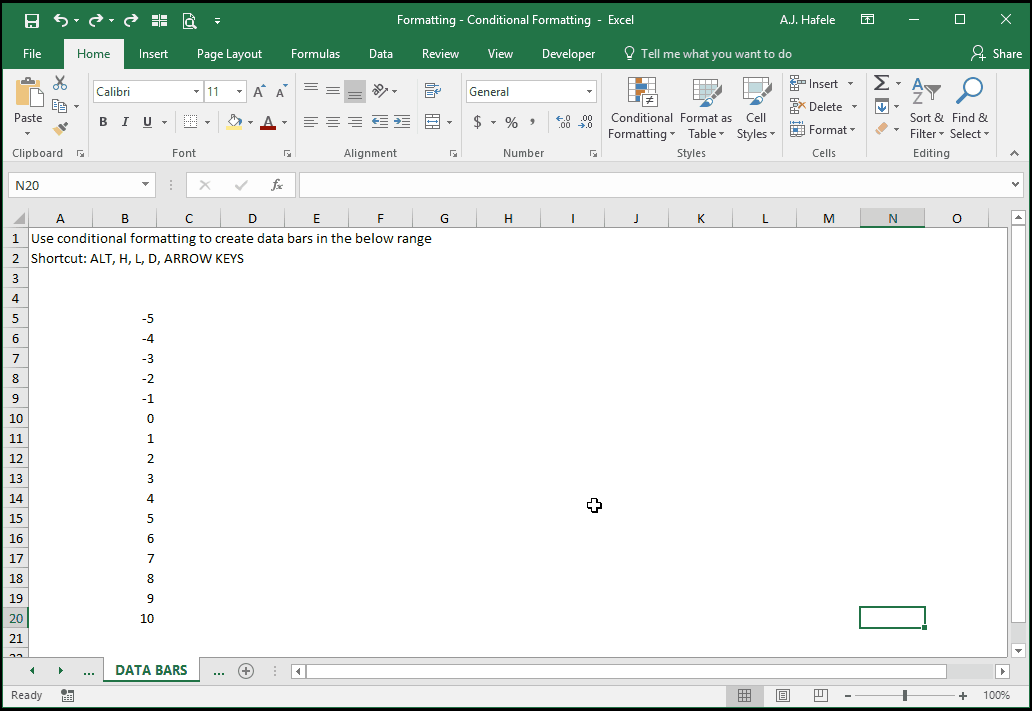 Formatting - Conditional Formatting - Excel
A.J. Hafele
File Home Insert Page Layout Formulas Data Review View Developer Tell me what you want to do Share
Paste
Clipboard
Calibri 11
B I U
Font
Alignment
General
$ % ,
Number
Conditional Formatting
Format as Table
Cell Styles
Styles
Insert
Delete
Format
Cells
Sort & Filter
Find & Select
Editing
N20
fx
A B C D E F G H I J K L M N O
1 Use conditional formatting to create data bars in the below range
2 Shortcut: ALT, H, L, D, ARROW KEYS
3
4
5 -5
6 -4
7 -3
8 -2
9 -1
10 0
11 1
12 2
13 3
14 4
15 5
16 6
17 7
18 8
19 9
20 10
21
22
... DATA BARS ...
Ready
100%